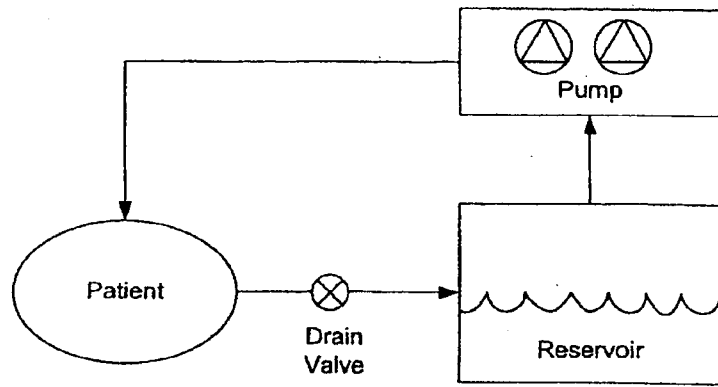 Pump
Patient
Drain
Valve
Reservoir